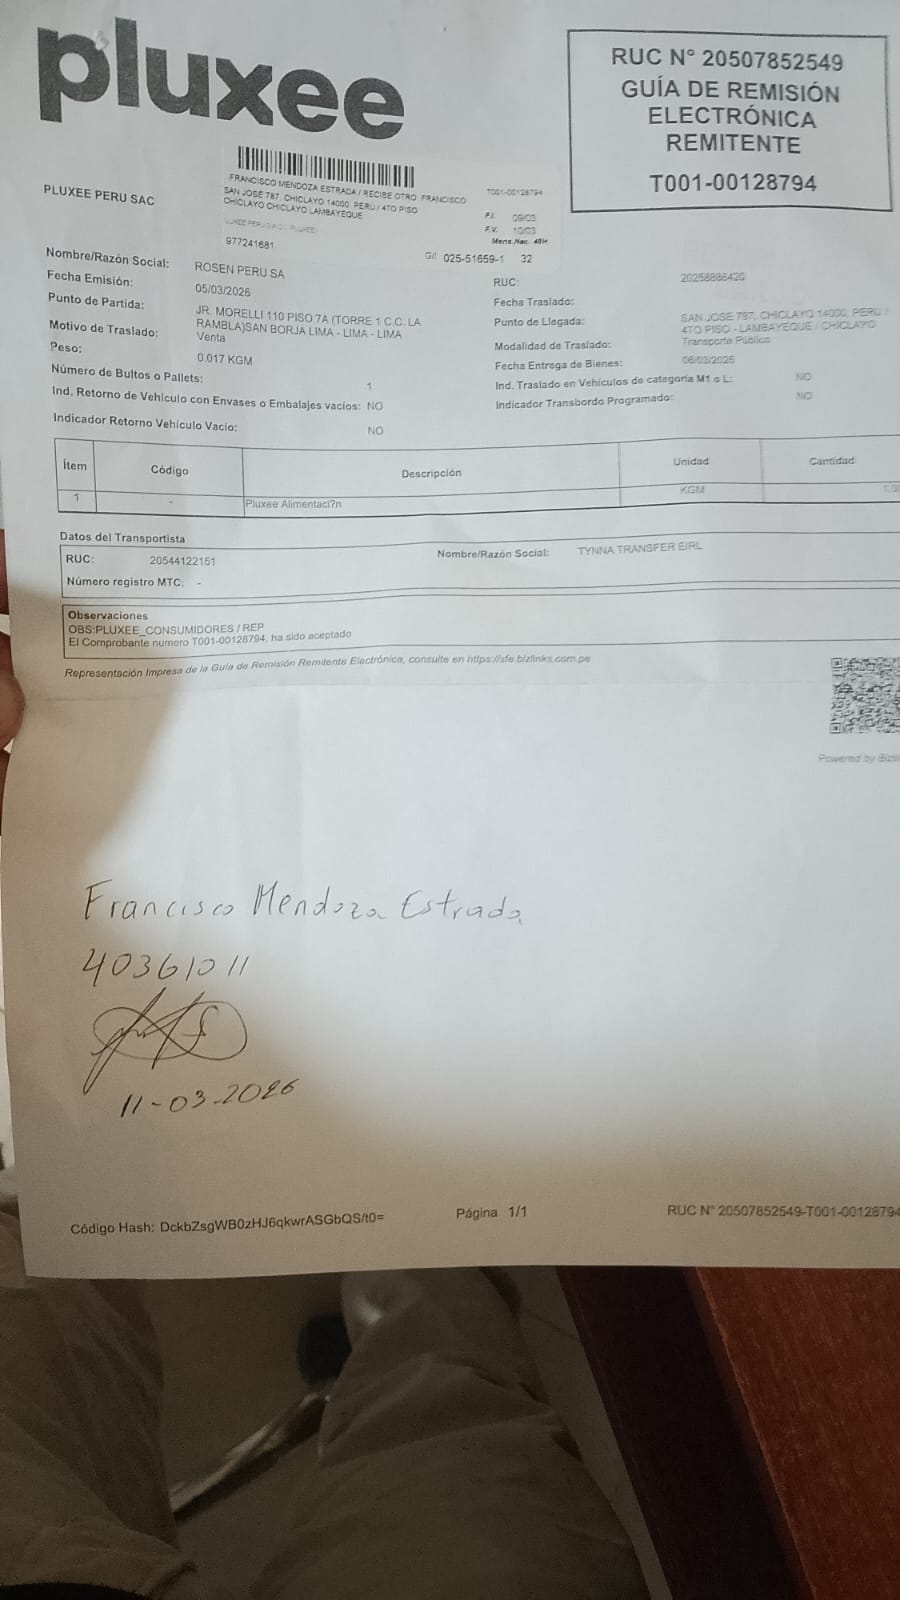 pluxee
RUC N° 20507852549
GUÍA DE REMISIÓN
ELECTRÓNICA
REMITENTE
T001-00128794
PLUXEE PERU SAC
FRANCISCO MENDOZA ESTRADA / RECIBE OTRO: FRANCISCO
SAN JOSE 787, CHICLAYO 14000, PERU / 4TO PISO
CHICLAYO CHICLAYO LAMBAYEQUE
T001-00128794
F.I. 09/03
F.V. 10/03
Mens.Nac. 48H
977241681
G/I 025-51659-1 32
Nombre/Razón Social: ROSEN PERU SA
Fecha Emisión: 05/03/2026
Punto de Partida: JR. MORELLI 110 PISO 7A (TORRE 1 C.C. LA
RAMBLA)SAN BORJA LIMA - LIMA - LIMA
Motivo de Traslado: Venta
Peso: 0.017 KGM
Número de Bultos o Pallets: 1
Ind. Retorno de Vehículo con Envases o Embalajes vacíos: NO
Indicador Retorno Vehículo Vacío: NO
RUC: 20258886420
Fecha Traslado:
Punto de Llegada: SAN JOSE 787, CHICLAYO 14000, PERU /
4TO PISO - LAMBAYEQUE / CHICLAYO
Modalidad de Traslado: Transporte Público
Fecha Entrega de Bienes: 06/03/2026
Ind. Traslado en Vehículos de categoría M1 o L: NO
Indicador Transbordo Programado: NO
Ítem Código Descripción Unidad Cantidad
1 - Pluxee Alimentaci?n KGM
Datos del Transportista
RUC: 20544122151 Nombre/Razón Social: TYNNA TRANSFER EIRL
Número registro MTC: -
Observaciones
OBS:PLUXEE_CONSUMIDORES / REP
El Comprobante numero T001-00128794, ha sido aceptado
Representación Impresa de la Guía de Remisión Remitente Electrónica, consulte en https://sfe.bizlinks.com.pe
Powered by
Francisco Mendoza Estrada
40361011
11-03-2026
Código Hash: DckbZsgWB0zHJ6qkwrASGbQS/t0= Página 1/1 RUC N° 20507852549-T001-00128794